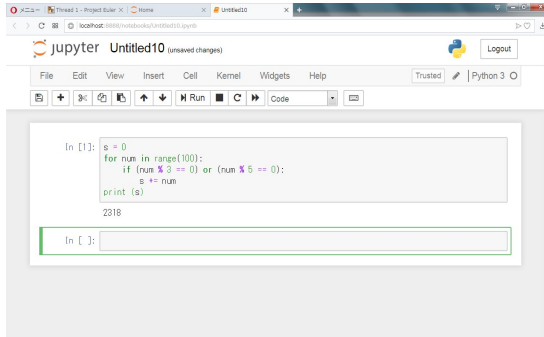 メニュー Thread 1 - Project Euler Home Untitled10
localhost:8888/notebooks/Untitled10.ipynb
jupyter Untitled10 (unsaved changes) Logout
File Edit View Insert Cell Kernel Widgets Help Trusted Python 3
Run Code
In [1]: s = 0
for num in range(100):
if (num % 3 == 0) or (num % 5 == 0):
s += num
print (s)
2318
In [ ]: